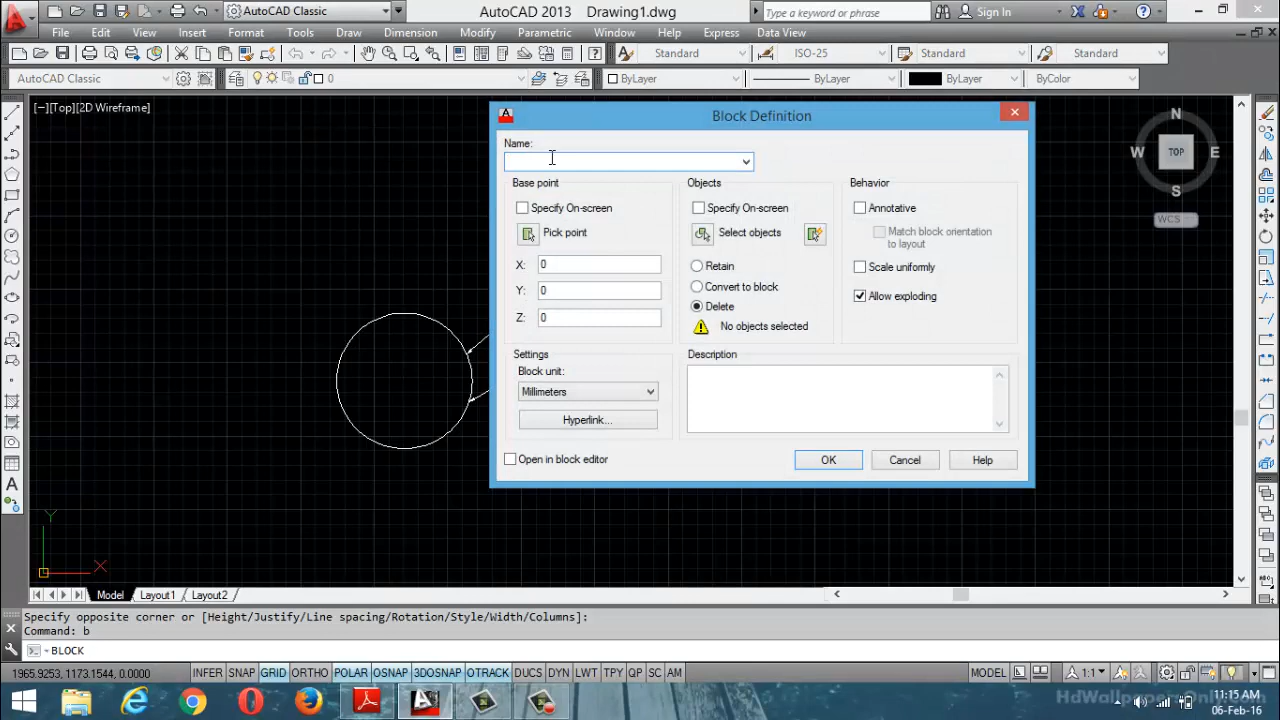 AutoCAD Classic
AutoCAD 2013 Drawing1.dwg
Type a keyword or phrase
Sign In
File Edit View Insert Format Tools Draw Dimension Modify Parametric Window Help Express Data View
Standard ISO-25 Standard Standard
AutoCAD Classic 0 ByLayer ByLayer ByLayer ByColor
[−][Top][2D Wireframe]
N
W TOP E
S
WCS
Block Definition
Name:
Base point
Specify On-screen
Pick point
X: 0
Y: 0
Z: 0
Objects
Specify On-screen
Select objects
Retain
Convert to block
Delete
No objects selected
Behavior
Annotative
Match block orientation
to layout
Scale uniformly
Allow exploding
Settings
Block unit:
Millimeters
Hyperlink...
Description
Open in block editor
OK Cancel Help
Y
X
Model Layout1 Layout2
Specify opposite corner or [Height/Justify/Line spacing/Rotation/Style/Width/Columns]:
Command: b
BLOCK
1965.9253, 1173.1544, 0.0000 INFER SNAP GRID ORTHO POLAR OSNAP 3DOSNAP OTRACK DUCS DYN LWT TPY QP SC AM MODEL 1:1
HdWallpapersOnly.com
11:15 AM
06-Feb-16